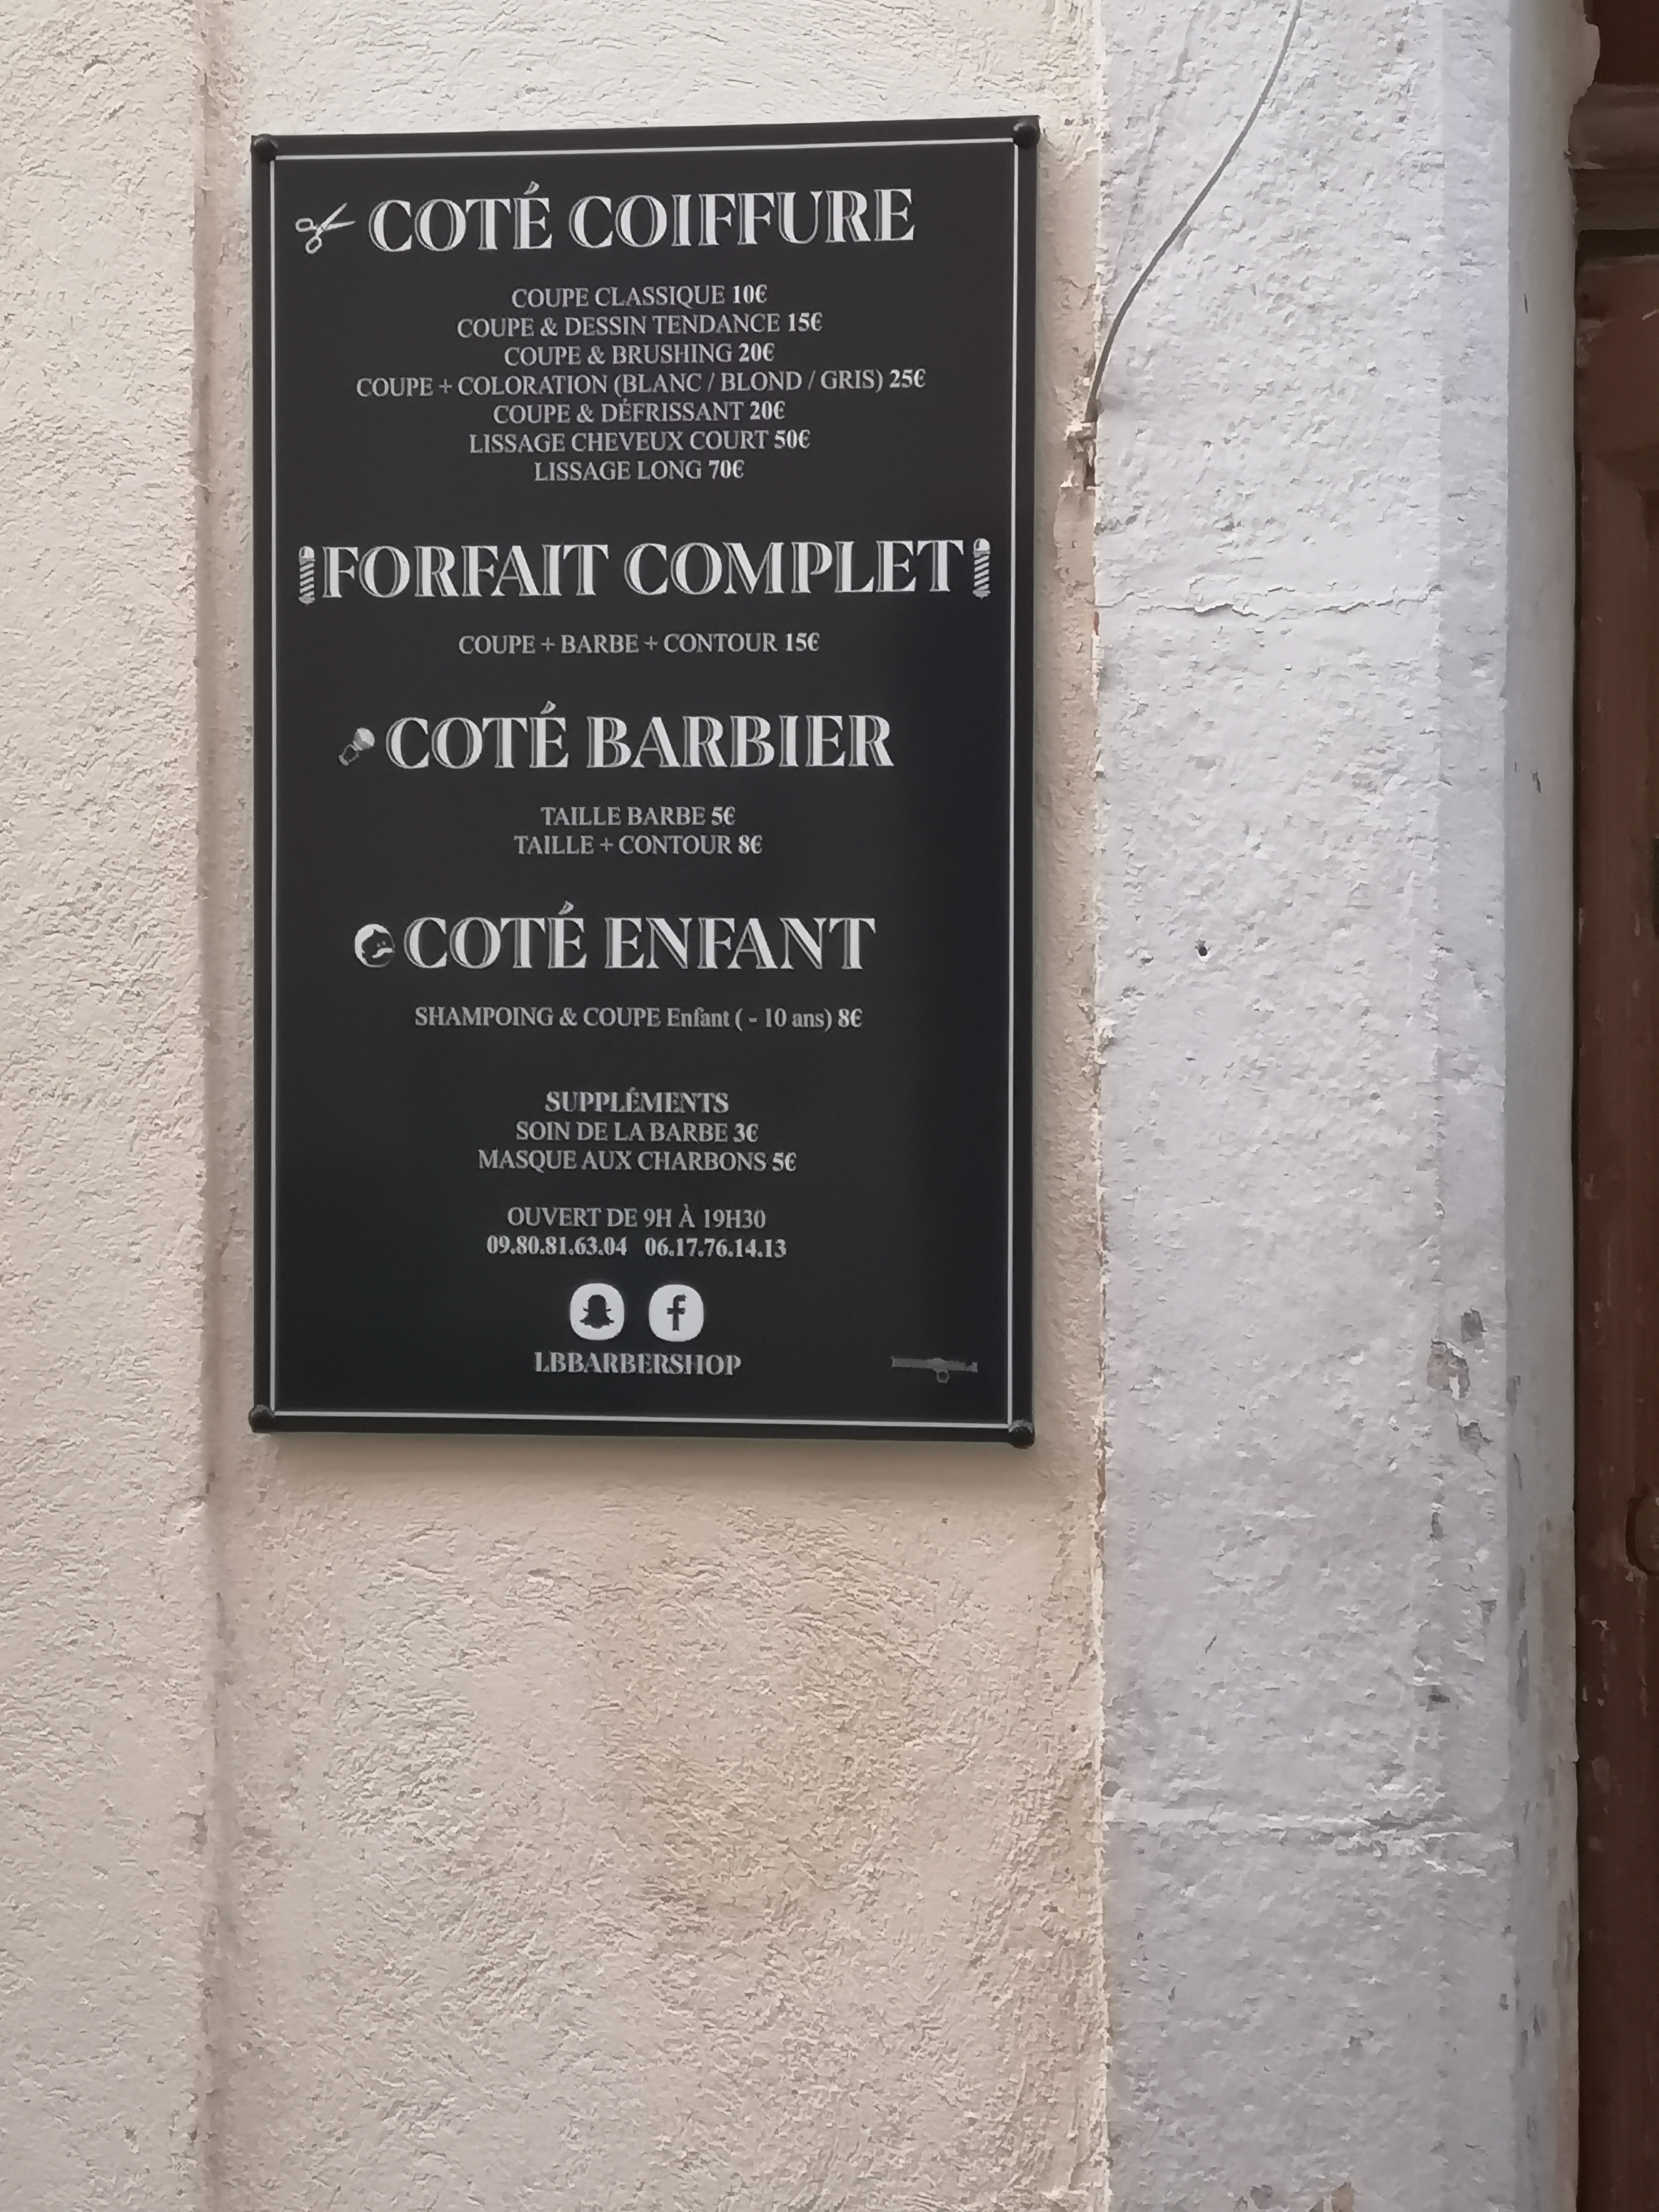 COTÉ COIFFURE
COUPE CLASSIQUE 10€
COUPE & DESSIN TENDANCE 15€
COUPE & BRUSHING 20€
COUPE + COLORATION (BLANC / BLOND / GRIS) 25€
COUPE & DÉFRISSANT 20€
LISSAGE CHEVEUX COURT 50€
LISSAGE LONG 70€
FORFAIT COMPLET
COUPE + BARBE + CONTOUR 15€
COTÉ BARBIER
TAILLE BARBE 5€
TAILLE + CONTOUR 8€
COTÉ ENFANT
SHAMPOING & COUPE Enfant ( - 10 ans) 8€
SUPPLÉMENTS
SOIN DE LA BARBE 3€
MASQUE AUX CHARBONS 5€
OUVERT DE 9H À 19H30
09.80.81.63.04 06.17.76.14.13
LBBARBERSHOP